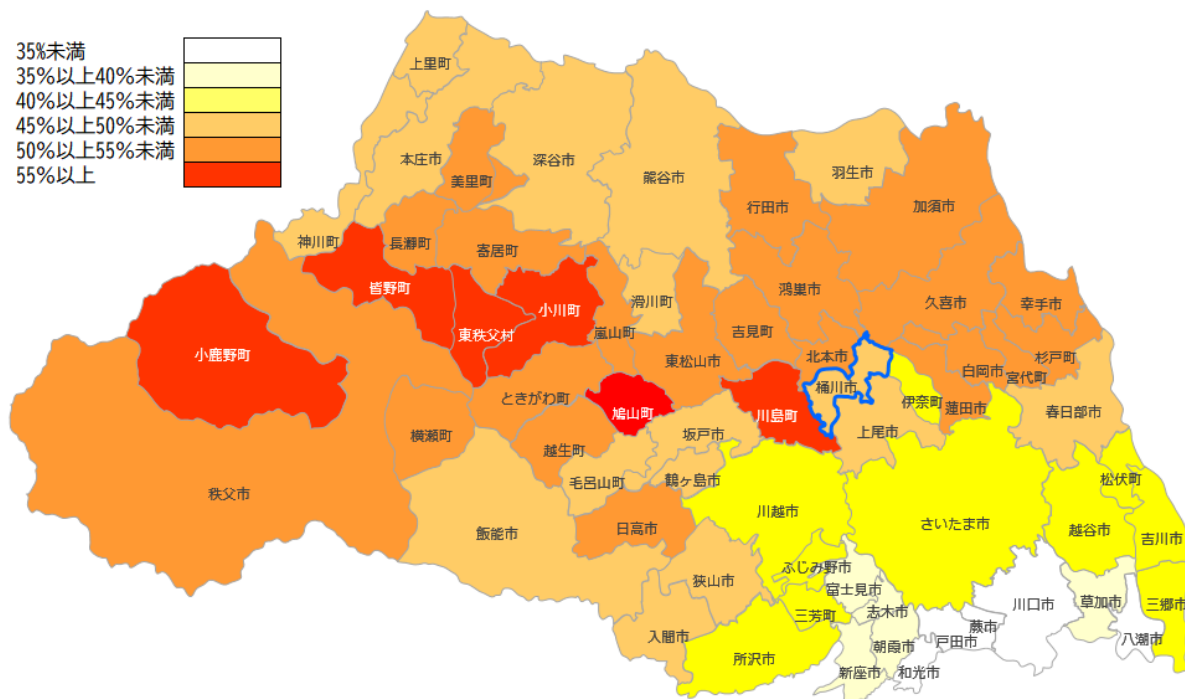 35%未満
35%以上40%未満
40%以上45%未満
45%以上50%未満
50%以上55%未満
55%以上
上里町
本庄市
美里町
深谷市
熊谷市
羽生市
行田市
加須市
神川町
長瀞町
寄居町
皆野町
東秩父村
小川町
嵐山町
滑川町
吉見町
鴻巣市
久喜市
幸手市
小鹿野町
東松山市
北本市
桶川市
伊奈町
白岡市
杉戸町
宮代町
蓮田市
春日部市
ときがわ町
鳩山町
川島町
上尾市
横瀬町
越生町
坂戸市
秩父市
毛呂山町
鶴ヶ島市
松伏町
飯能市
日高市
川越市
さいたま市
越谷市
吉川市
狭山市
ふじみ野市
富士見市
三芳町
志木市
川口市
草加市
三郷市
入間市
所沢市
新座市
朝霞市
和光市
戸田市
蕨市
八潮市